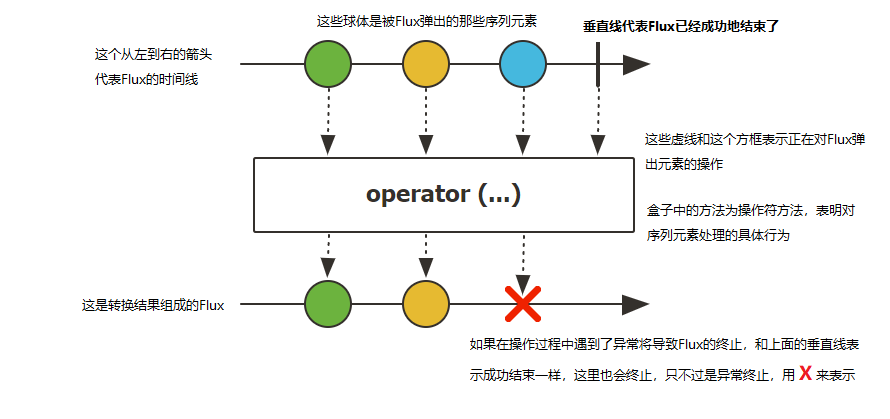 这些球体是被Flux弹出的那些序列元素
垂直线代表Flux已经成功地结束了
这个从左到右的箭头
代表Flux的时间线
这些虚线和这个方框表示正在对Flux弹
出元素的操作
operator (...)
盒子中的方法为操作符方法，表明对
序列元素处理的具体行为
这是转换结果组成的Flux
如果在操作过程中遇到了异常将导致Flux的终止，和上面的垂直线表
示成功结束一样，这里也会终止，只不过是异常终止，用 X 来表示